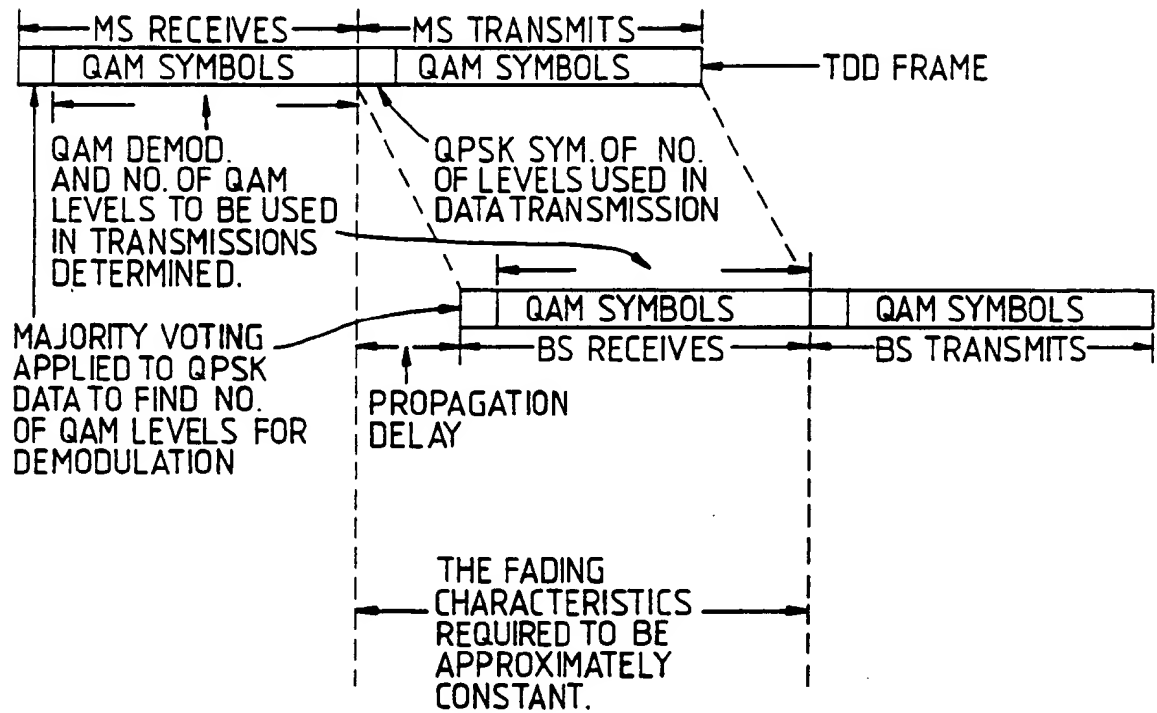 MS RECEIVES
MS TRANSMITS
QAM SYMBOLS
QAM SYMBOLS
TDD FRAME
QAM DEMOD.
AND NO. OF QAM
LEVELS TO BE USED
IN TRANSMISSIONS
DETERMINED.
QPSK SYM. OF NO.
OF LEVELS USED IN
DATA TRANSMISSION
QAM SYMBOLS
QAM SYMBOLS
BS RECEIVES
BS TRANSMITS
MAJORITY VOTING
APPLIED TO QPSK
DATA TO FIND NO.
OF QAM LEVELS FOR
DEMODULATION
PROPAGATION
DELAY
THE FADING
CHARACTERISTICS
REQUIRED TO BE
APPROXIMATELY
CONSTANT.